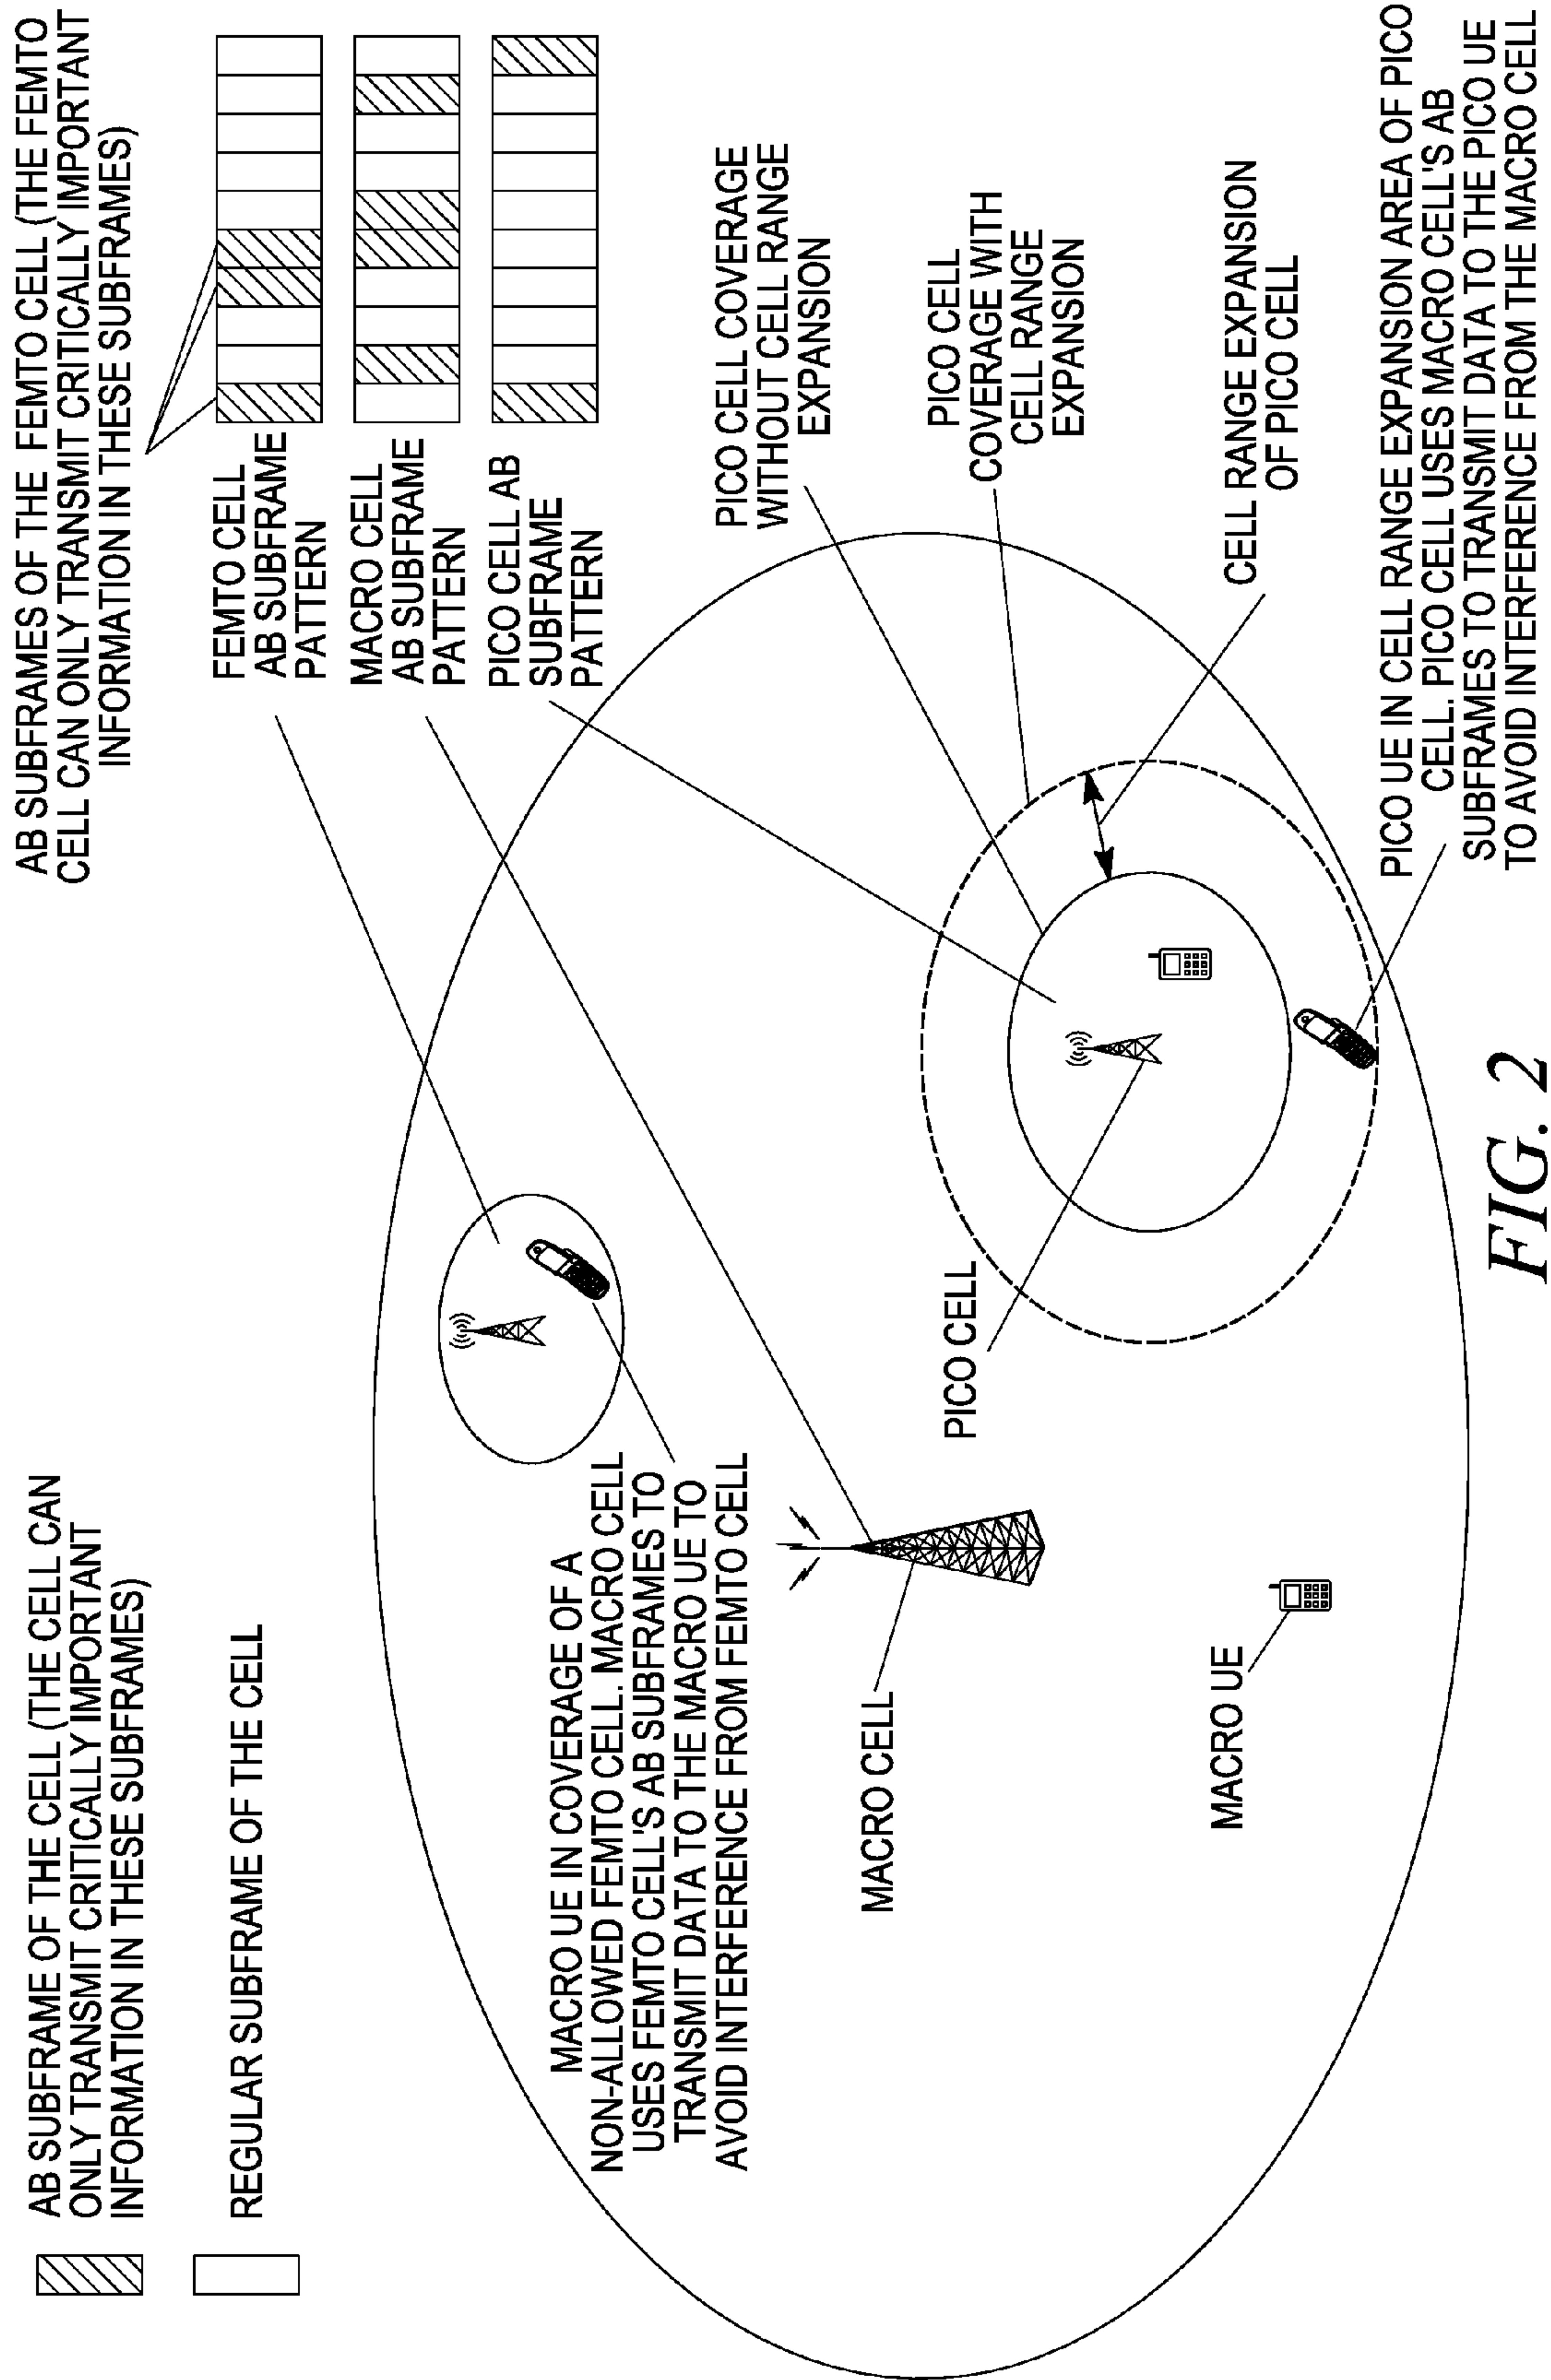 AB SUBFRAME OF THE CELL (THE CELL CAN
ONLY TRANSMIT CRITICALLY IMPORTANT
INFORMATION IN THESE SUBFRAMES)
REGULAR SUBFRAME OF THE CELL
AB SUBFRAMES OF THE FEMTO CELL (THE FEMTO
CELL CAN ONLY TRANSMIT CRITICALLY IMPORTANT
INFORMATION IN THESE SUBFRAMES)
FEMTO CELL
AB SUBFRAME
PATTERN
MACRO CELL
AB SUBFRAME
PATTERN
PICO CELL AB
SUBFRAME
PATTERN
MACRO UE IN COVERAGE OF A
NON-ALLOWED FEMTO CELL. MACRO CELL
USES FEMTO CELL'S AB SUBFRAMES TO
TRANSMIT DATA TO THE MACRO UE TO
AVOID INTERFERENCE FROM FEMTO CELL
PICO CELL COVERAGE
WITHOUT CELL RANGE
EXPANSION
MACRO CELL
PICO CELL
PICO CELL
COVERAGE WITH
CELL RANGE
EXPANSION
MACRO UE
CELL RANGE EXPANSION
OF PICO CELL
PICO UE IN CELL RANGE EXPANSION AREA OF PICO
CELL. PICO CELL USES MACRO CELL'S AB
SUBFRAMES TO TRANSMIT DATA TO THE PICO UE
TO AVOID INTERFERENCE FROM THE MACRO CELL
FIG. 2